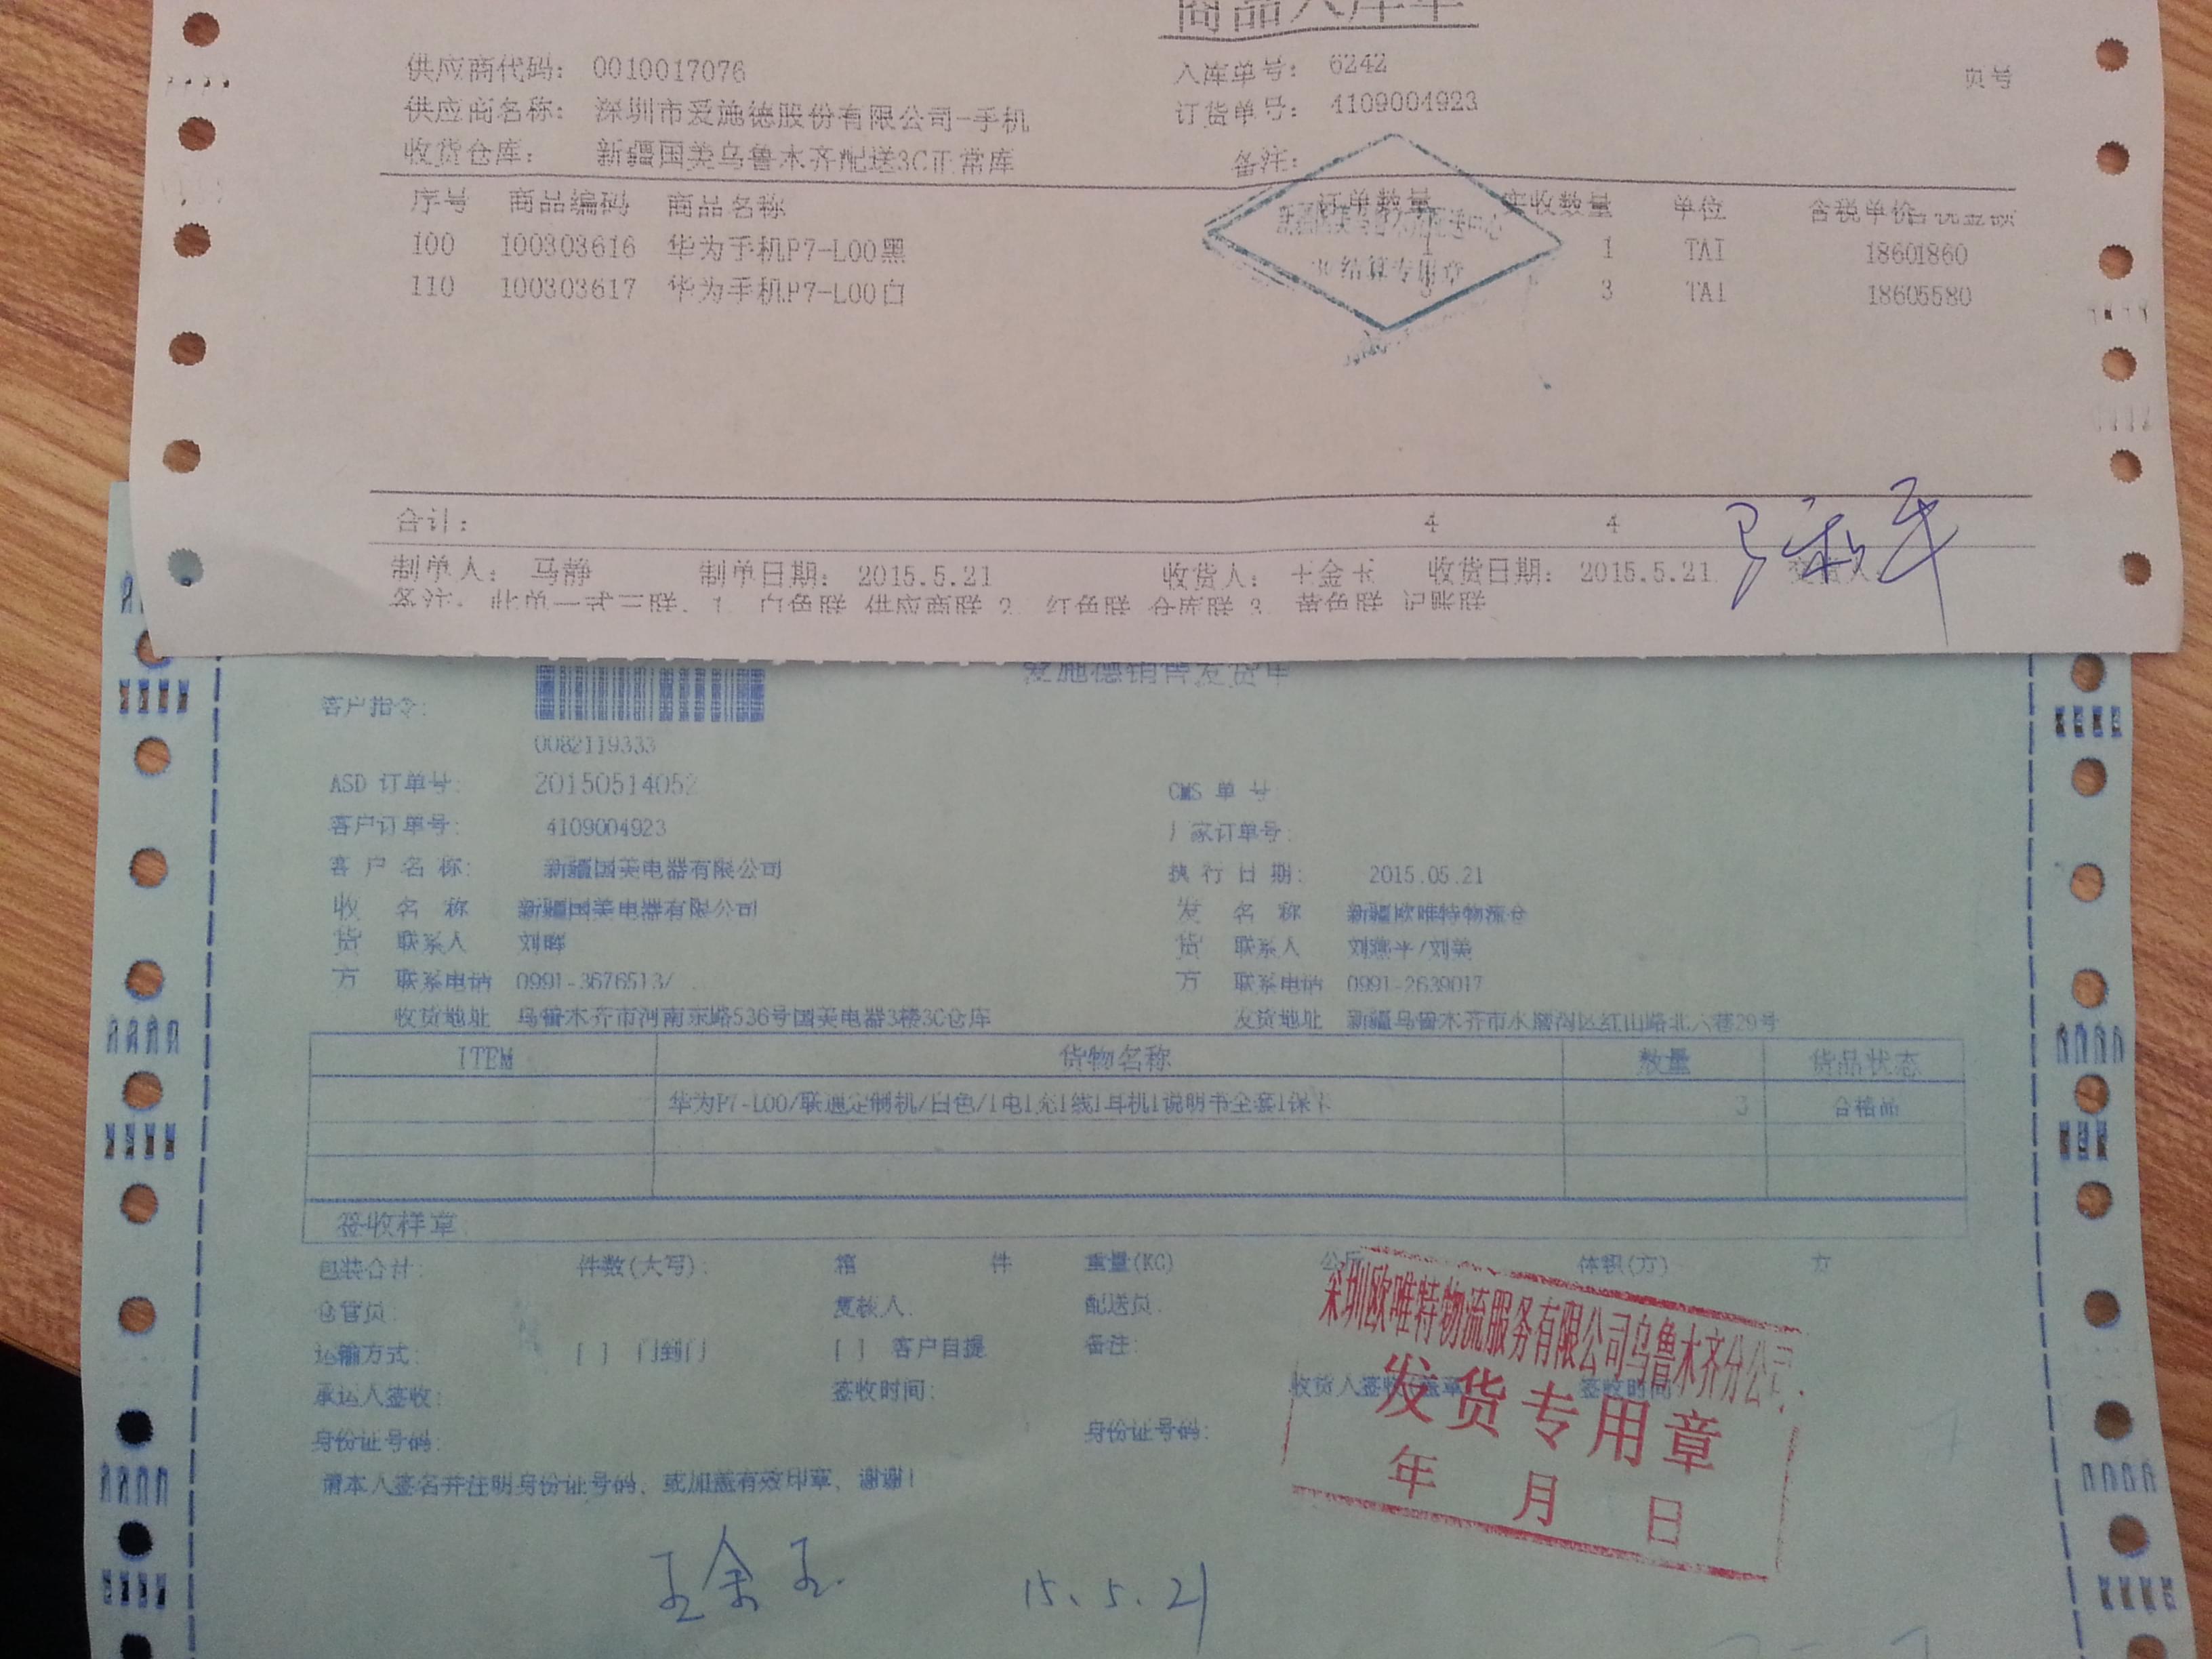 商品入库单
供应商代码： 0010017076 入库单号： 6242 页号
供应商名称： 深圳市爱施德股份有限公司-手机 订货单号： 4109004923
收货仓库： 新疆国美乌鲁木齐配送3C正常库 备注：
序号 商品编码 商品名称 订单数量 实收数量 单位 含税单价含税金额
100 100303616 华为手机P7-L00黑 1 1 TAI 18601860
110 100303617 华为手机P7-L00白 3 3 TAI 18605580
结算专用章
合计： 4 4
制单人： 马静 制单日期： 2015.5.21 收货人： 王金玉 收货日期： 2015.5.21 交货人
备注：此单一式三联，1、白色联 供应商联 2、红色联 仓库联 3、黄色联 记账联
爱施德销售发货单
客户指令：
0082119333
ASD 订单号： 20150514052 CMS 单号
客户订单号： 4109004923 厂家订单号：
客户名称： 新疆国美电器有限公司 执行日期： 2015.05.21
收 名称 新疆国美电器有限公司 发 名称 新疆欧唯特物流仓
货 联系人 刘晖 货 联系人 刘燕平/刘美
方 联系电话 0991-3676513/ 方 联系电话 0991-2639017
收货地址 乌鲁木齐市河南东路536号国美电器3楼3C仓库 发货地址 新疆乌鲁木齐市水磨沟区红山路北六巷29号
ITEM 货物名称 数量 货品状态
华为P7-L00/联通定制机/白色/1电1充1线1耳机1说明书全套1保卡 3 合格品
签收样章
包装合计： 件数(大写)： 箱 件 重量(KG) 公斤 体积(方) 方
仓管员： 复核人： 配送员：
运输方式： [ ] 门到门 [ ] 客户自提 备注：
承运人签收： 签收时间： 收货人签收 盖章 签收时间
身份证号码： 身份证号码：
请本人签名并注明身份证号码，或加盖有效印章，谢谢！
深圳欧唯特物流服务有限公司乌鲁木齐分公司
发货专用章
年 月 日
王金玉 15.5.21